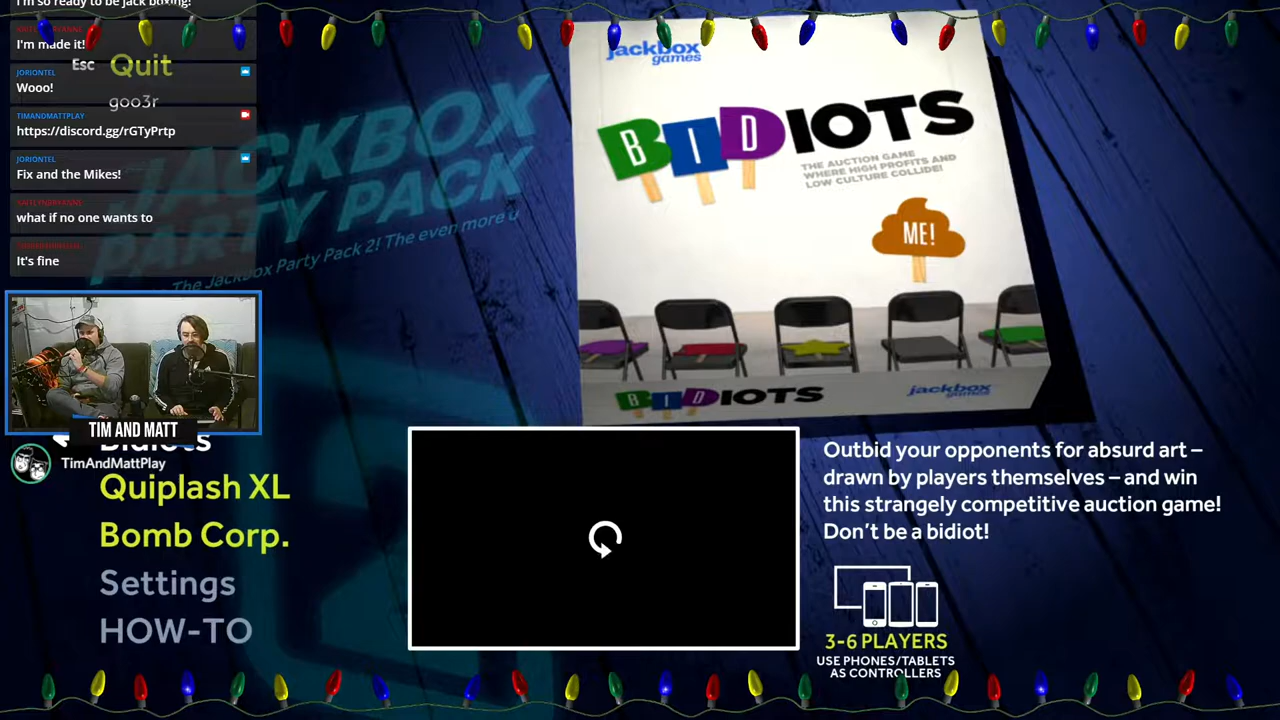 I'm so ready to be jack boxing!
I'm made it!
Esc
Quit
goo3r
JORIONTEL
Wooo!
TIMANDMATTPLAY
https://discord.gg/rGTyPrtp
JORIONTEL
Fix and the Mikes!
what if no one wants to
It's fine
JACKBOX
PARTY PACK
The Jackbox Party Pack 2! The even more
jackbox
games
BIDIOTS
THE AUCTION GAME
WHERE HIGH PROFITS AND
LOW CULTURE COLLIDE!
ME!
BIDIOTS
jackbox
games
TIM AND MATT
Bidiots
TimAndMattPlay
Quiplash XL
Bomb Corp.
Settings
HOW-TO
Outbid your opponents for absurd art –
drawn by players themselves – and win
this strangely competitive auction game!
Don't be a bidiot!
3-6 PLAYERS
USE PHONES/TABLETS
AS CONTROLLERS